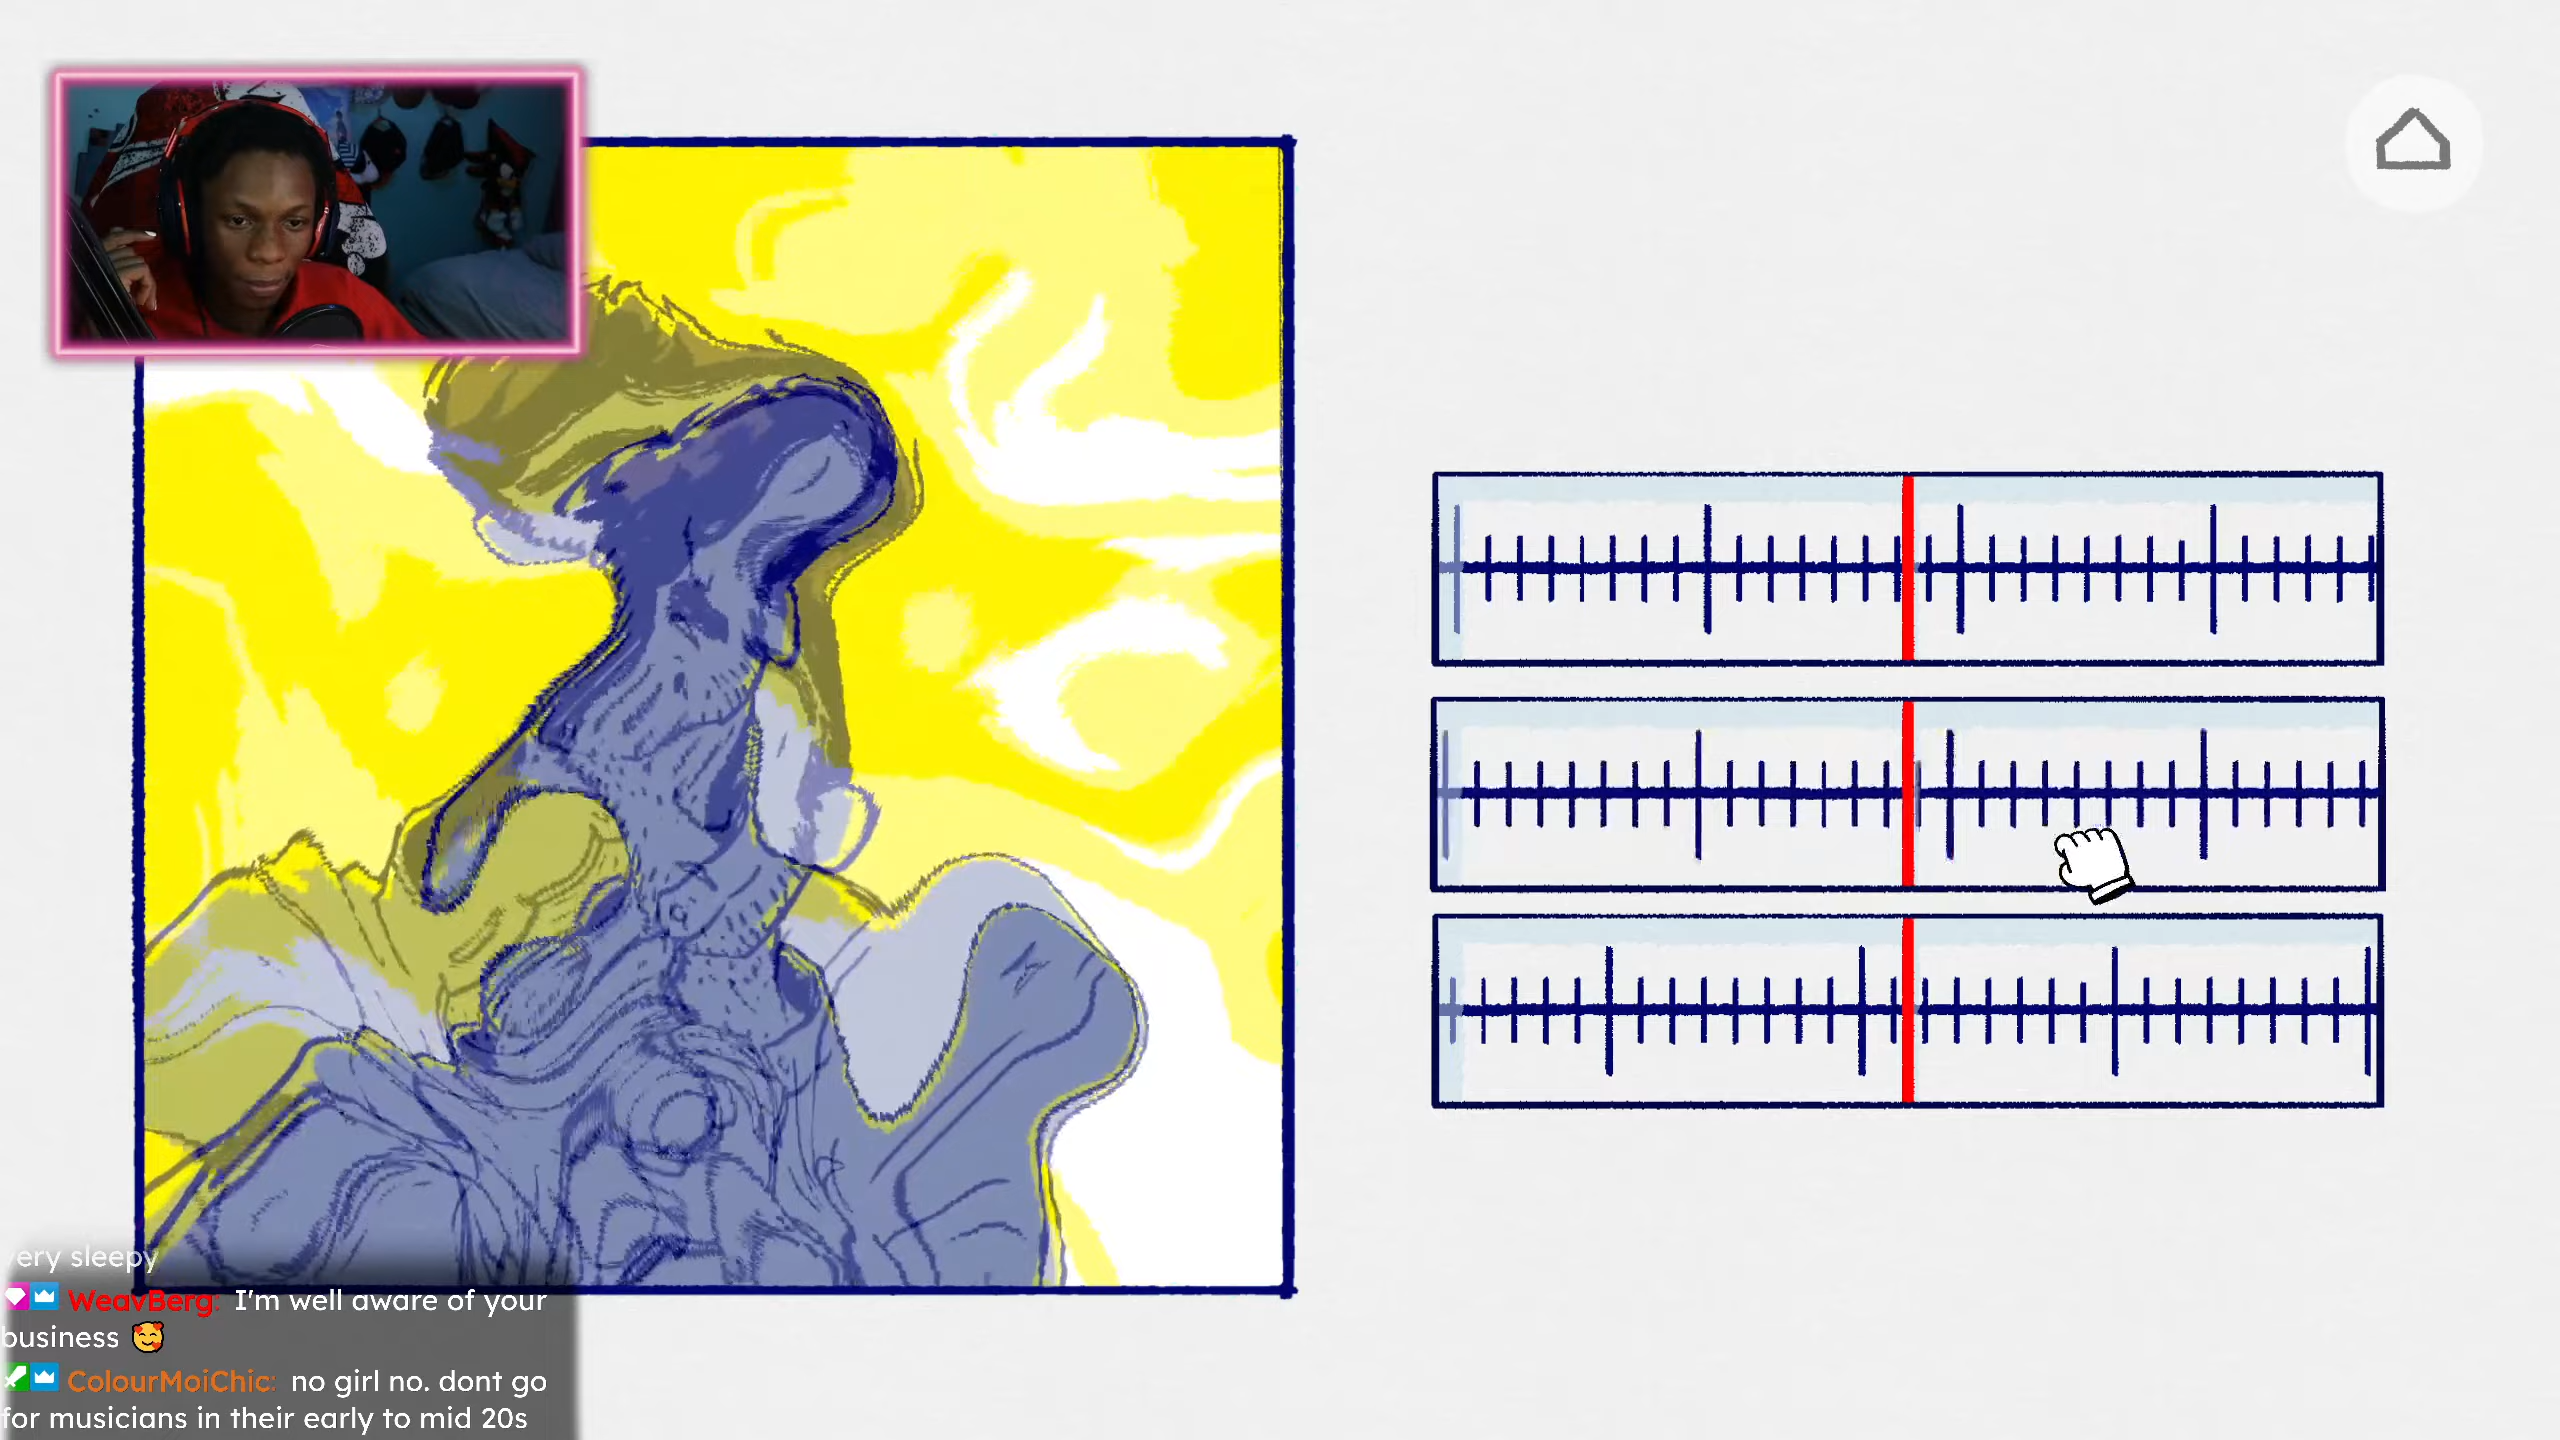 ery sleepy
WeavBerg: I'm well aware of your
business 🥰
ColourMoiChic: no girl no. dont go
for musicians in their early to mid 20s